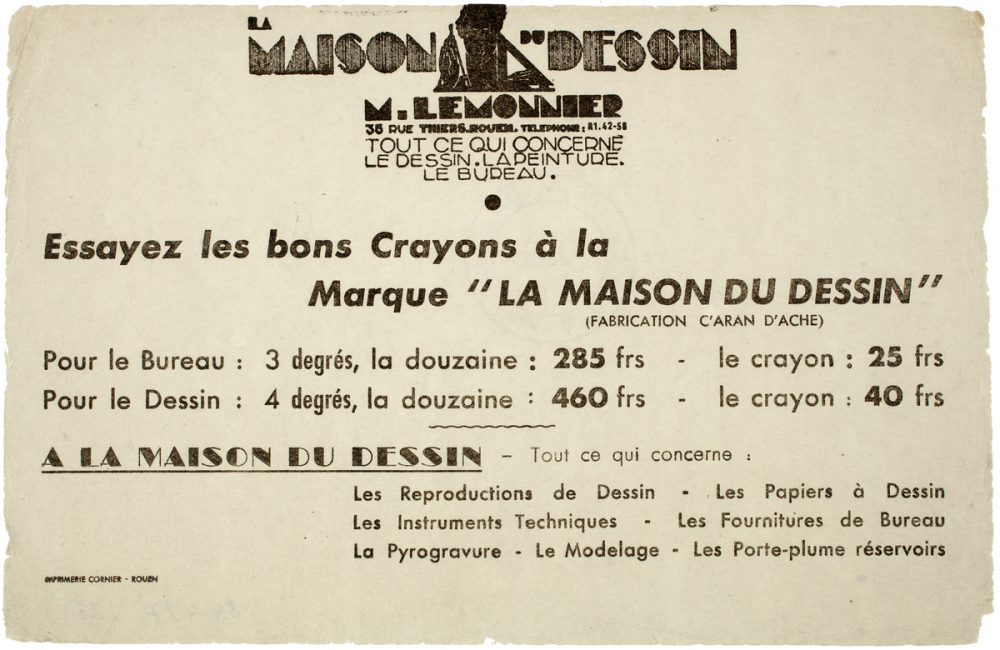 LA
MAISON DU DESSIN
M. LEMONNIER
38 RUE THIERS.ROUEN. TELEPHONE : 81.42-58
TOUT CE QUI CONCERNE
LE DESSIN. LA PEINTURE.
LE BUREAU.
Essayez les bons Crayons à la
Marque "LA MAISON DU DESSIN"
(FABRICATION C'ARAN D'ACHE)
Pour le Bureau : 3 degrés, la douzaine : 285 frs - le crayon : 25 frs
Pour le Dessin : 4 degrés, la douzaine : 460 frs - le crayon : 40 frs
A LA MAISON DU DESSIN - Tout ce qui concerne :
Les Reproductions de Dessin - Les Papiers à Dessin
Les Instruments Techniques - Les Fournitures de Bureau
La Pyrogravure - Le Modelage - Les Porte-plume réservoirs
IMPRIMERIE CORNIER - ROUEN